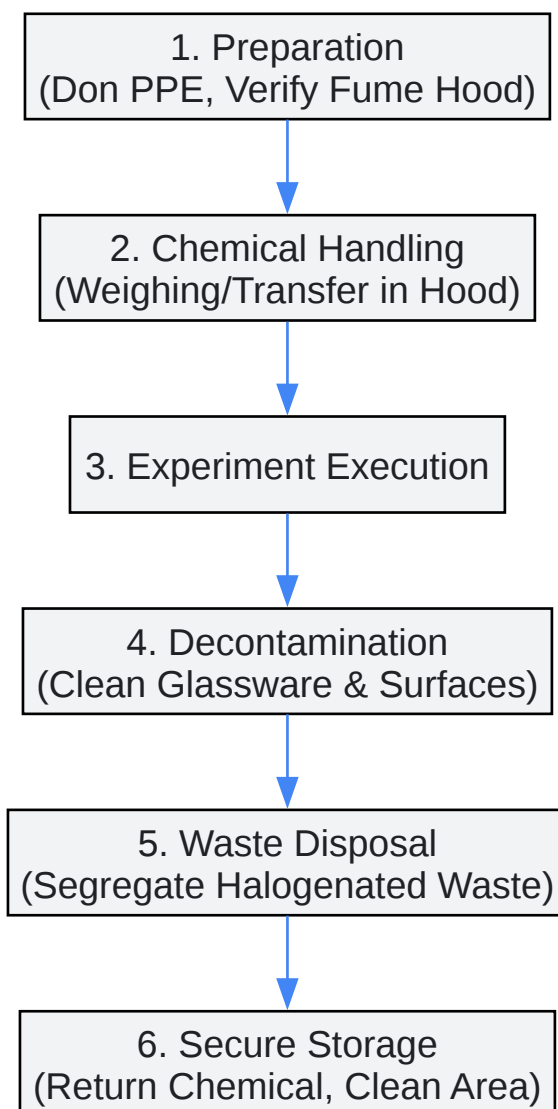 1. Preparation
(Don PPE, Verify Fume Hood)
2. Chemical Handling
(Weighing/Transfer in Hood)
3. Experiment Execution
4. Decontamination
(Clean Glassware & Surfaces)
5. Waste Disposal
(Segregate Halogenated Waste)
6. Secure Storage
(Return Chemical, Clean Area)